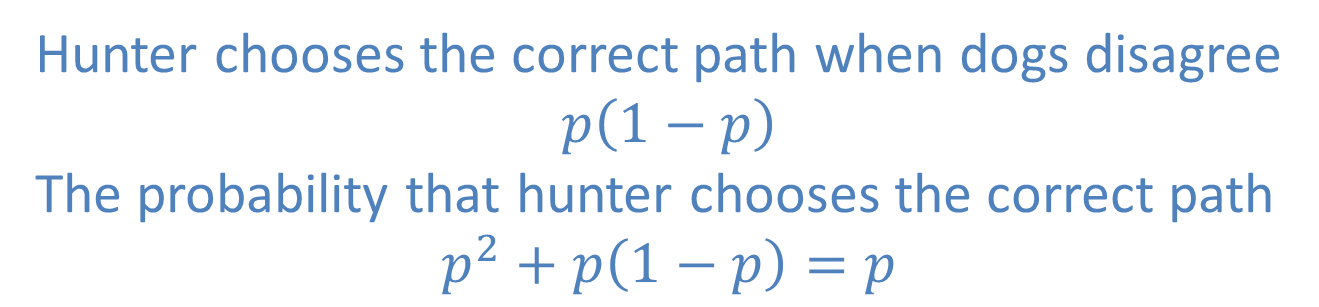 Hunter chooses the correct path when dogs disagree
p(1 − p)
The probability that hunter chooses the correct path
p² + p(1 − p) = p